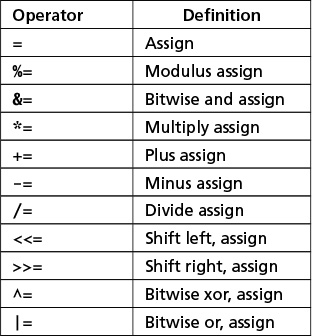 Operator Definition
= Assign
%= Modulus assign
&= Bitwise and assign
*= Multiply assign
+= Plus assign
-= Minus assign
/= Divide assign
<<= Shift left, assign
>>= Shift right, assign
^= Bitwise xor, assign
|= Bitwise or, assign